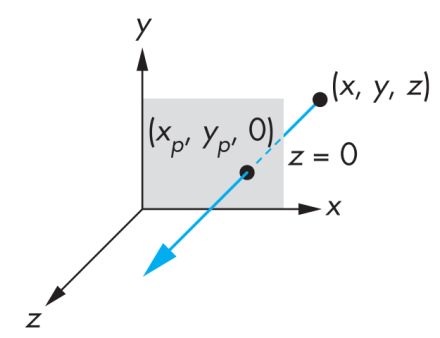 y
(x, y, z)
(xₚ, yₚ, 0)
z = 0
x
z